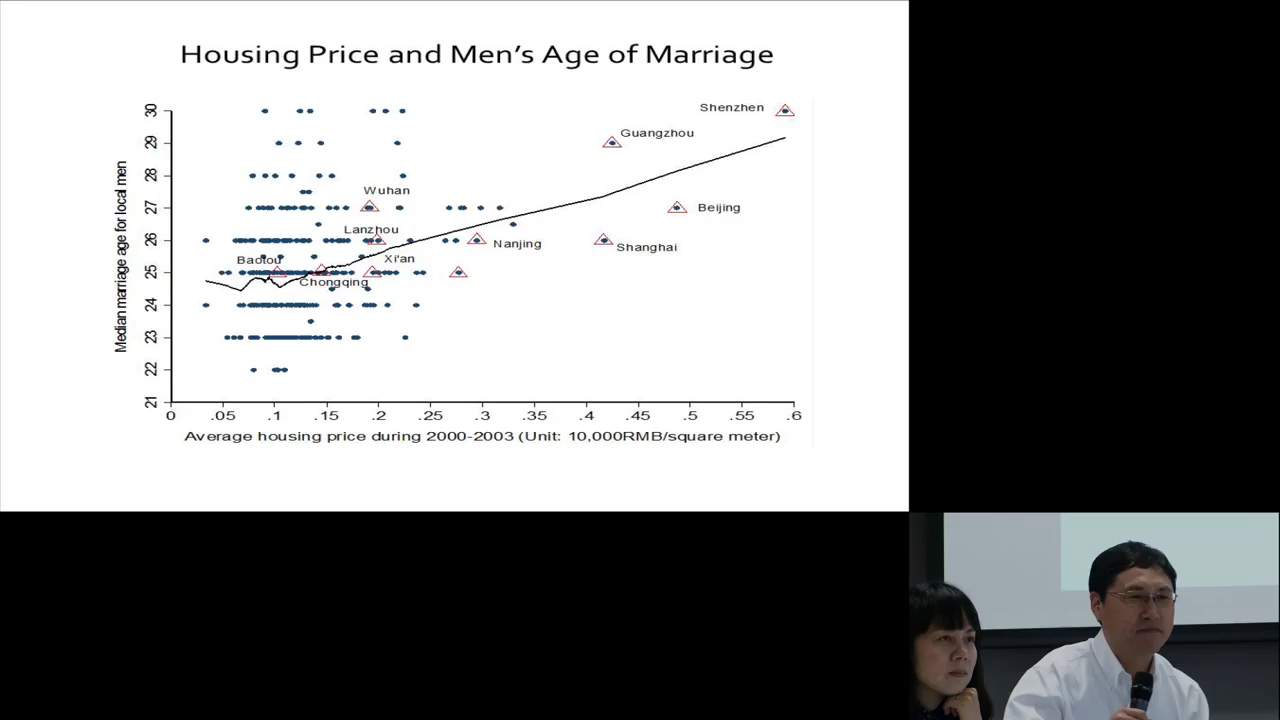 Housing Price and Men's Age of Marriage
30
29
28
27
26
25
24
23
22
21
Median marriage age for local men
Shenzhen
Guangzhou
Wuhan
Beijing
Lanzhou
Nanjing
Shanghai
Baotou
Xi'an
Chongqing
0 .05 .1 .15 .2 .25 .3 .35 .4 .45 .5 .55 .6
Average housing price during 2000-2003 (Unit: 10,000RMB/square meter)